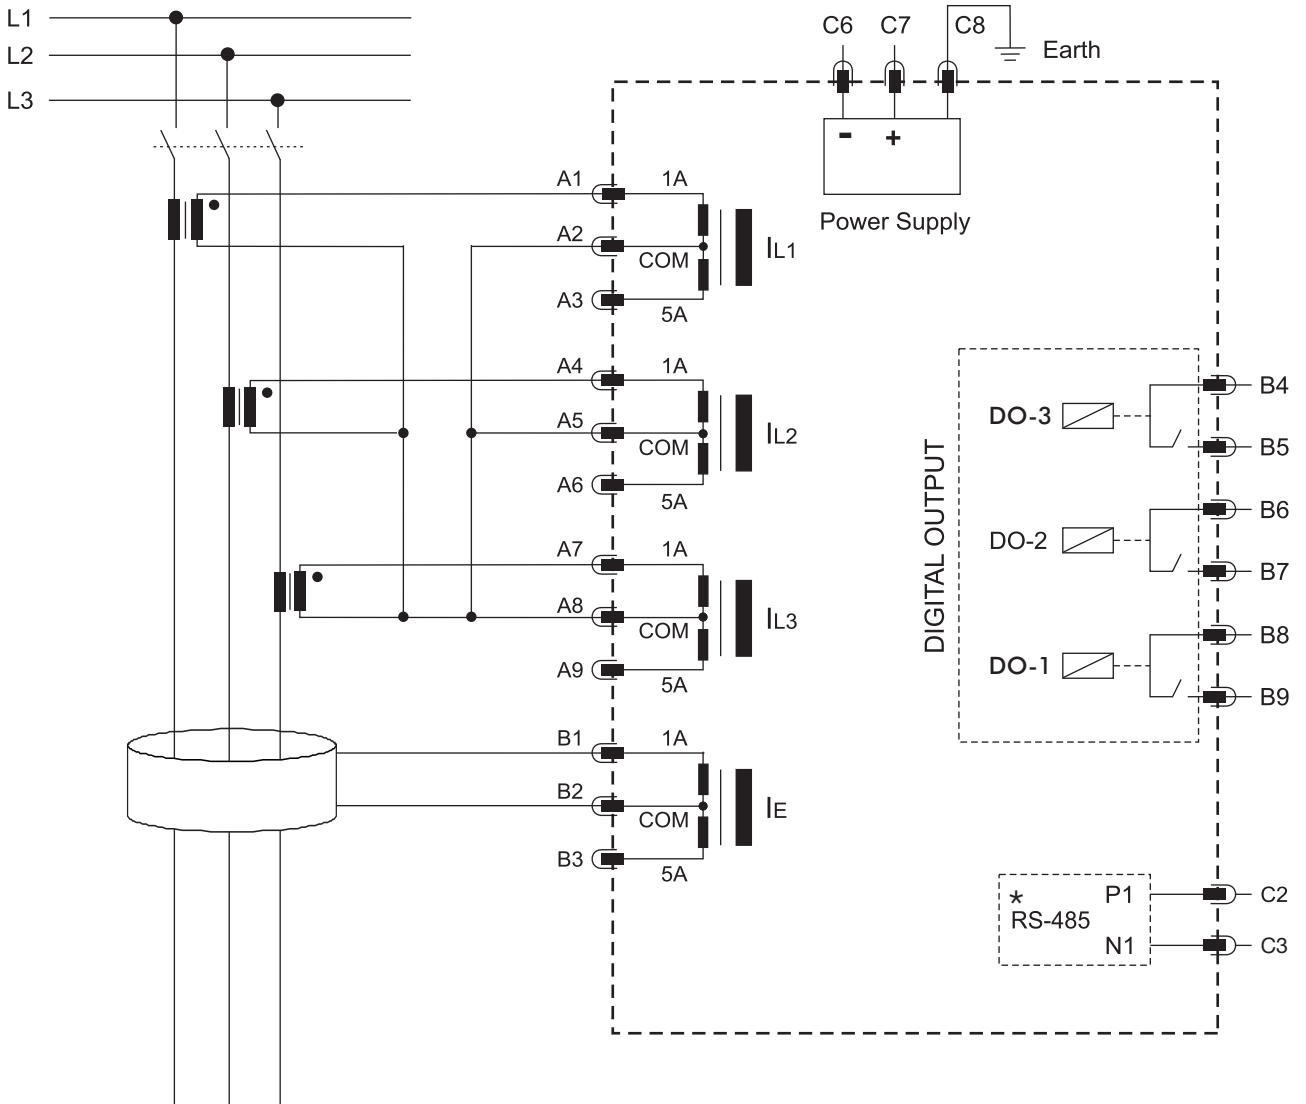 L1
L2
L3
C6
C7
C8
Earth
-
+
Power Supply
A1
1A
A2
COM
IL1
A3
5A
A4
1A
A5
COM
IL2
A6
5A
A7
1A
A8
COM
IL3
A9
5A
B1
1A
B2
COM
IE
B3
5A
DIGITAL OUTPUT
DO-3
B4
B5
DO-2
B6
B7
DO-1
B8
B9
*
RS-485
P1
C2
N1
C3